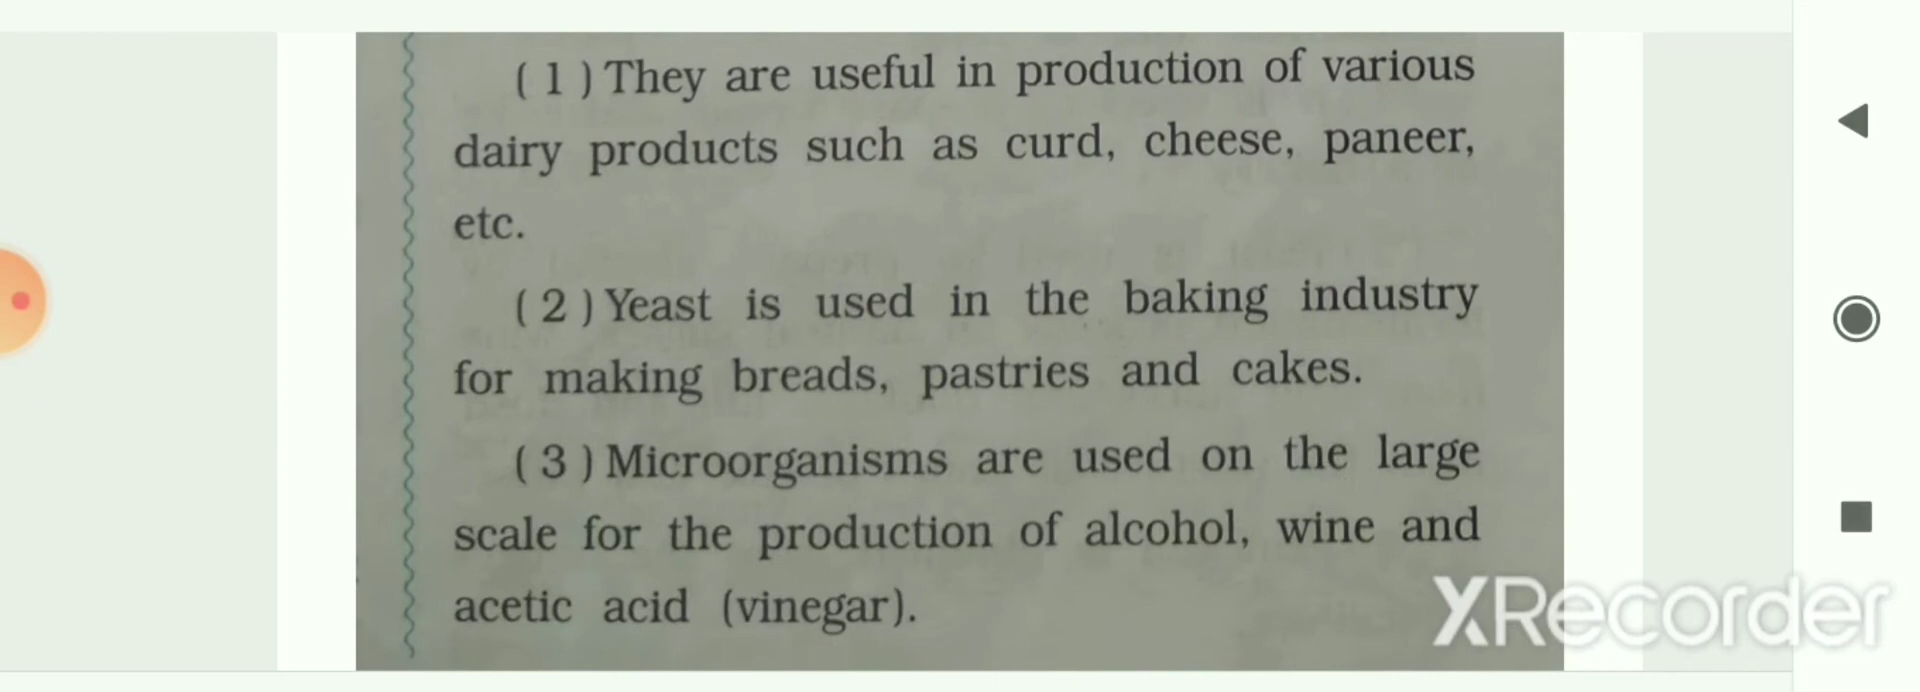 ( 1 ) They are useful in production of various
dairy products such as curd, cheese, paneer,
etc.
( 2 ) Yeast is used in the baking industry
for making breads, pastries and cakes.
( 3 ) Microorganisms are used on the large
scale for the production of alcohol, wine and
acetic acid (vinegar).
XRecorder